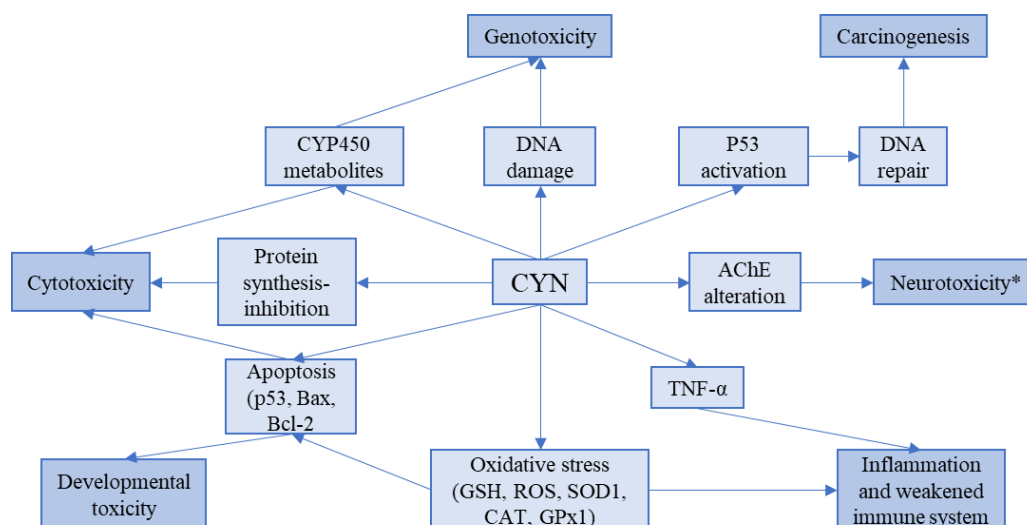 Genotoxicity
Carcinogenesis
CYP450
metabolites
DNA
damage
P53
activation
DNA
repair
Cytotoxicity
Protein
synthesis-
inhibition
CYN
AChE
alteration
Neurotoxicity*
Apoptosis
(p53, Bax,
Bcl-2
TNF-α
Developmental
toxicity
Oxidative stress
(GSH, ROS, SOD1,
CAT, GPx1)
Inflammation
and weakened
immune system